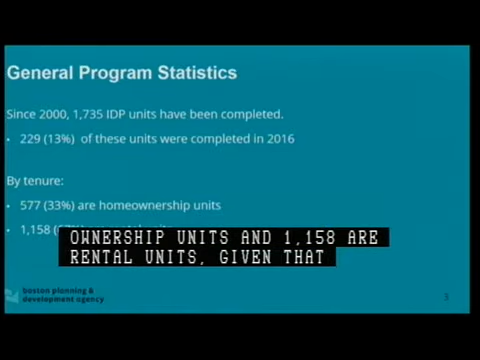 General Program Statistics
Since 2000, 1,735 IDP units have been completed.
• 229 (13%) of these units were completed in 2016
By tenure:
• 577 (33%) are homeownership units
• 1,158
OWNERSHIP UNITS AND 1,158 ARE
RENTAL UNITS, GIVEN THAT
boston planning &
development agency
3